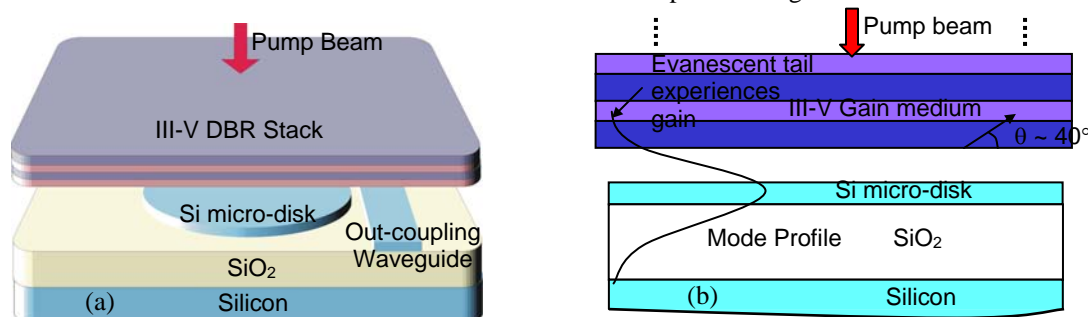 Pump Beam
III-V DBR Stack
Si micro-disk
Out-coupling
Waveguide
SiO2
(a)
Silicon
Pump beam
Evanescent tail
experiences
gain
III-V Gain medium
θ ~ 40°
Si micro-disk
Mode Profile
SiO2
(b)
Silicon